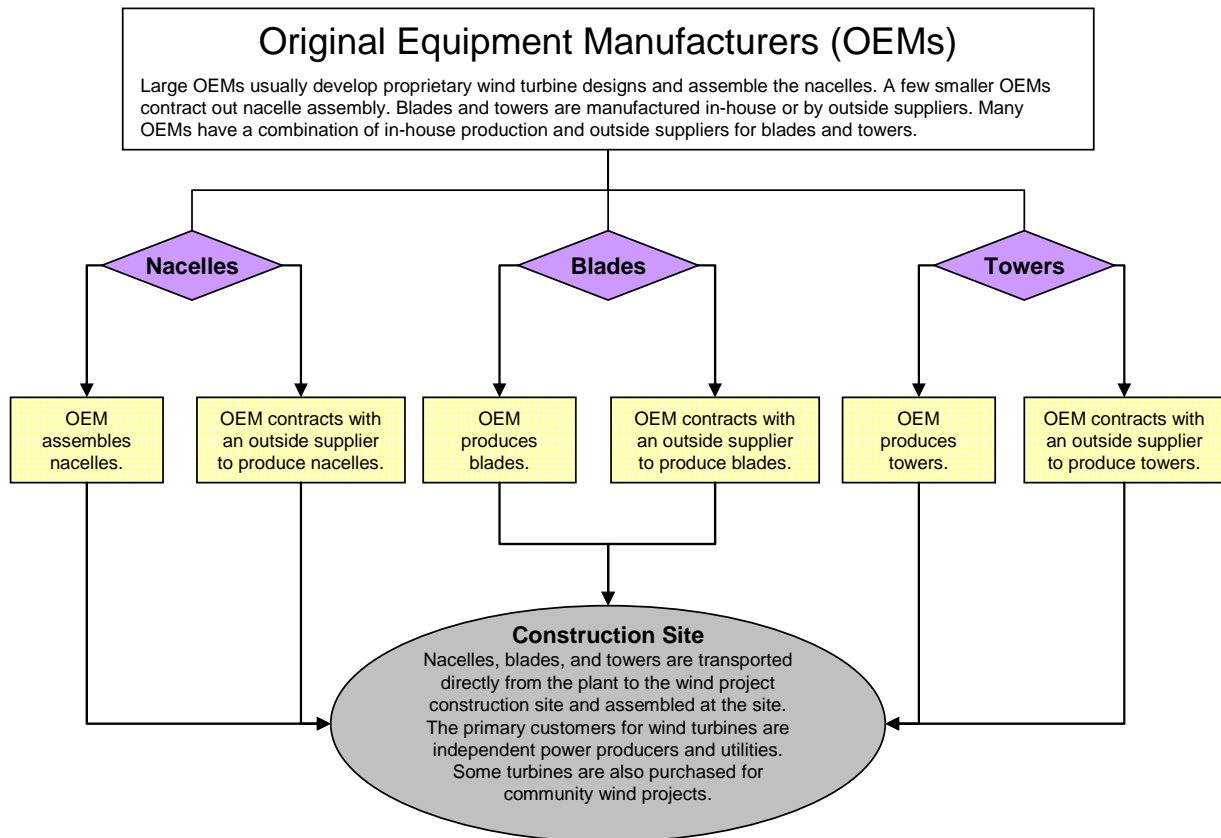 Original Equipment Manufacturers (OEMs)
Large OEMs usually develop proprietary wind turbine designs and assemble the nacelles. A few smaller OEMs
contract out nacelle assembly. Blades and towers are manufactured in-house or by outside suppliers. Many
OEMs have a combination of in-house production and outside suppliers for blades and towers.
Nacelles
Blades
Towers
OEM
assembles
nacelles.
OEM contracts with
an outside supplier
to produce nacelles.
OEM
produces
blades.
OEM contracts with
an outside supplier
to produce blades.
OEM
produces
towers.
OEM contracts with
an outside supplier
to produce towers.
Construction Site
Nacelles, blades, and towers are transported
directly from the plant to the wind project
construction site and assembled at the site.
The primary customers for wind turbines are
independent power producers and utilities.
Some turbines are also purchased for
community wind projects.